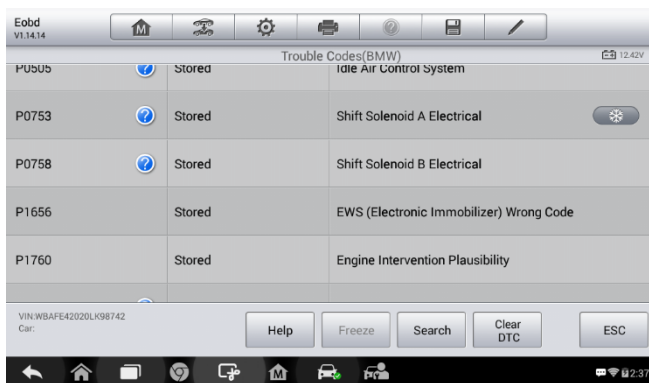 Eobd
V1.14.14
Trouble Codes(BMW)
12.42V
P0505 Stored Idle Air Control System
P0753 Stored Shift Solenoid A Electrical
P0758 Stored Shift Solenoid B Electrical
P1656 Stored EWS (Electronic Immobilizer) Wrong Code
P1760 Stored Engine Intervention Plausibility
VIN:WBAFE42020LK98742
Car:
Help Freeze Search Clear DTC ESC
2:37